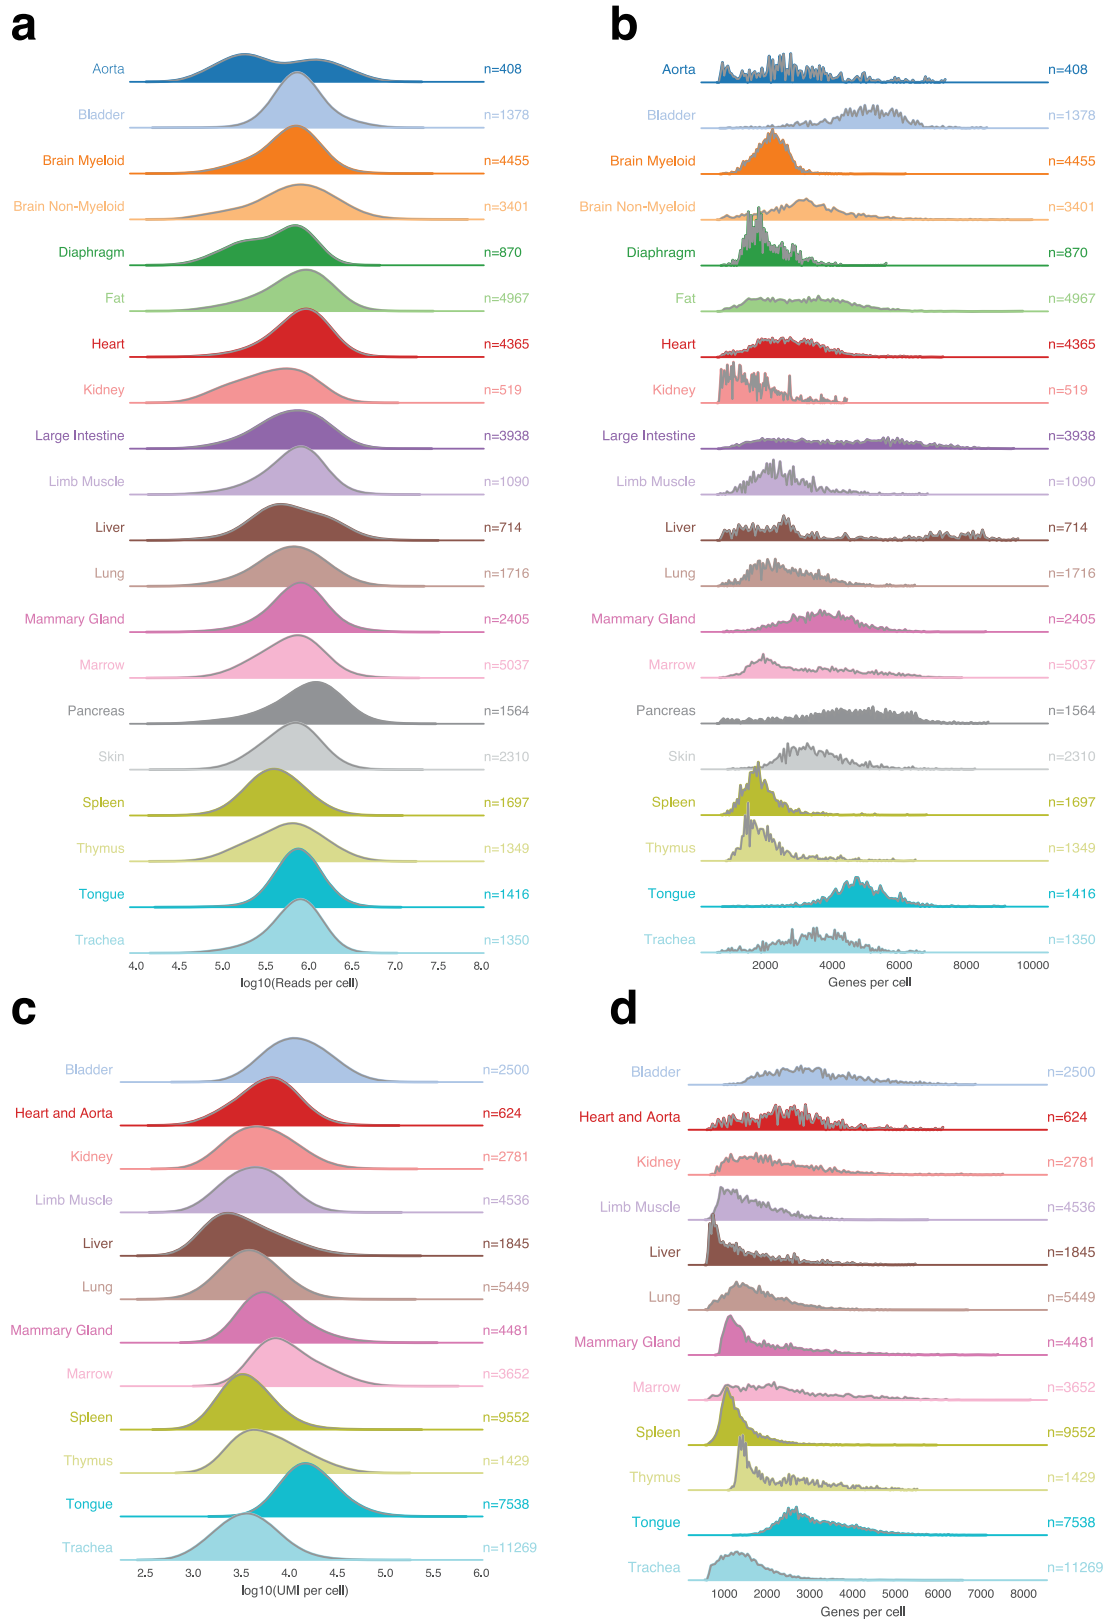 a
Aorta n=408
Bladder n=1378
Brain Myeloid n=4455
Brain Non-Myeloid n=3401
Diaphragm n=870
Fat n=4967
Heart n=4365
Kidney n=519
Large Intestine n=3938
Limb Muscle n=1090
Liver n=714
Lung n=1716
Mammary Gland n=2405
Marrow n=5037
Pancreas n=1564
Skin n=2310
Spleen n=1697
Thymus n=1349
Tongue n=1416
Trachea n=1350
4.0 4.5 5.0 5.5 6.0 6.5 7.0 7.5 8.0
log10(Reads per cell)
b
Aorta n=408
Bladder n=1378
Brain Myeloid n=4455
Brain Non-Myeloid n=3401
Diaphragm n=870
Fat n=4967
Heart n=4365
Kidney n=519
Large Intestine n=3938
Limb Muscle n=1090
Liver n=714
Lung n=1716
Mammary Gland n=2405
Marrow n=5037
Pancreas n=1564
Skin n=2310
Spleen n=1697
Thymus n=1349
Tongue n=1416
Trachea n=1350
2000 4000 6000 8000 10000
Genes per cell
c
Bladder n=2500
Heart and Aorta n=624
Kidney n=2781
Limb Muscle n=4536
Liver n=1845
Lung n=5449
Mammary Gland n=4481
Marrow n=3652
Spleen n=9552
Thymus n=1429
Tongue n=7538
Trachea n=11269
2.5 3.0 3.5 4.0 4.5 5.0 5.5 6.0
log10(UMI per cell)
d
Bladder n=2500
Heart and Aorta n=624
Kidney n=2781
Limb Muscle n=4536
Liver n=1845
Lung n=5449
Mammary Gland n=4481
Marrow n=3652
Spleen n=9552
Thymus n=1429
Tongue n=7538
Trachea n=11269
1000 2000 3000 4000 5000 6000 7000 8000
Genes per cell